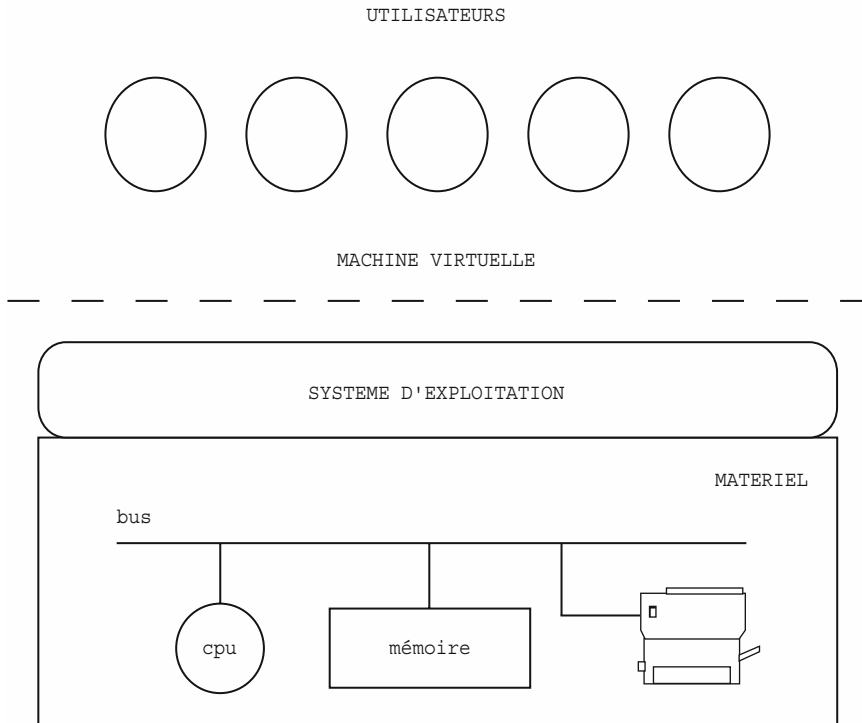 UTILISATEURS
MACHINE VIRTUELLE
SYSTEME D'EXPLOITATION
MATERIEL
bus
cpu
mémoire